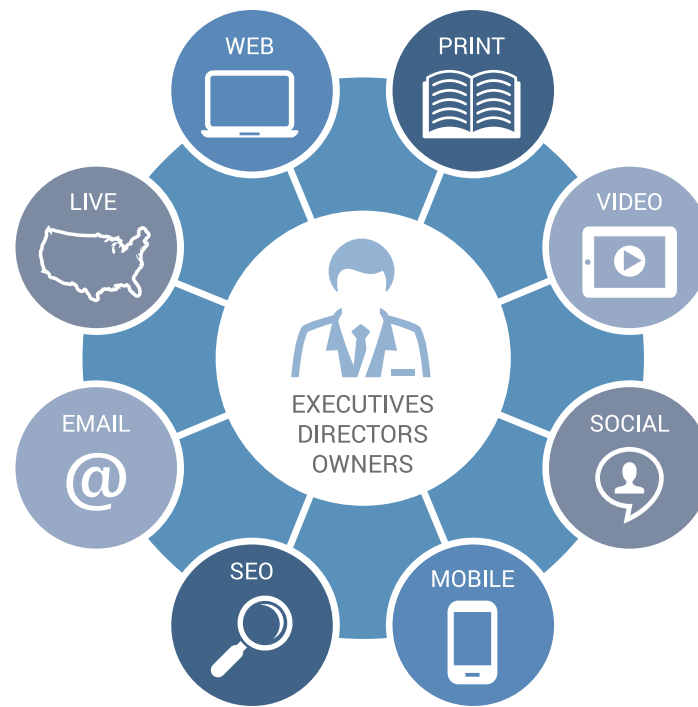 WEB
PRINT
LIVE
VIDEO
EXECUTIVES
DIRECTORS
OWNERS
EMAIL
@
SOCIAL
SEO
MOBILE